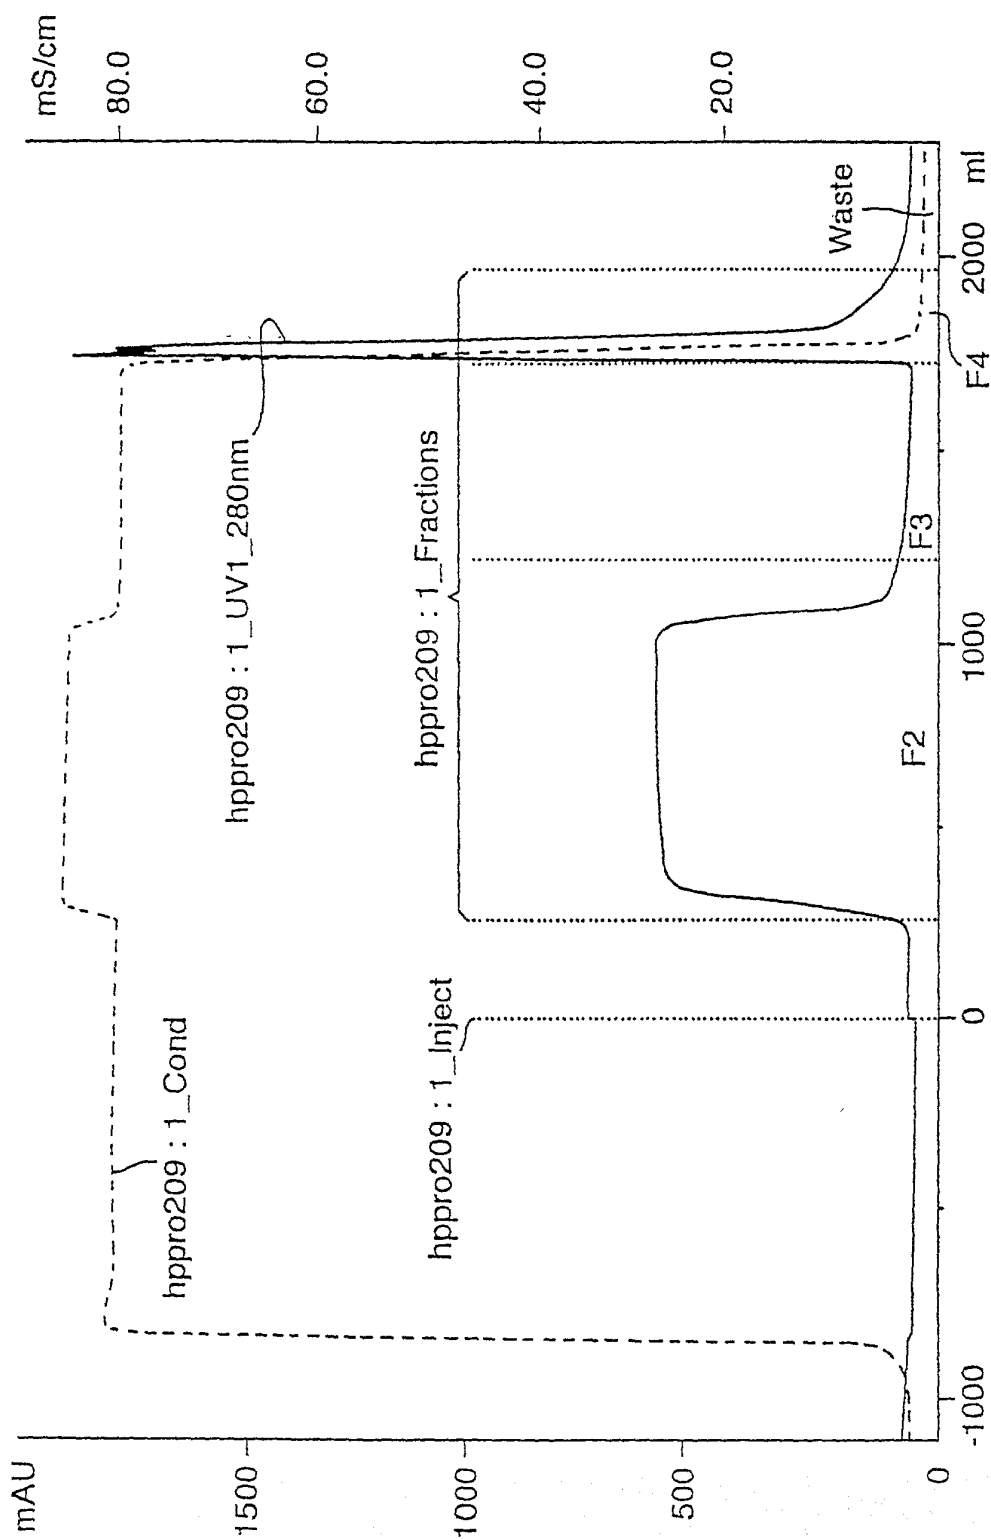 mAU
mS/cm
1500
1000
500
0
80.0
60.0
40.0
20.0
hppro209 : 1_Cond
hppro209 : 1_UV1_280nm
hppro209 : 1_Inject
hppro209 : 1_Fractions
Waste
F2
F3
F4
-1000
0
1000
2000
ml